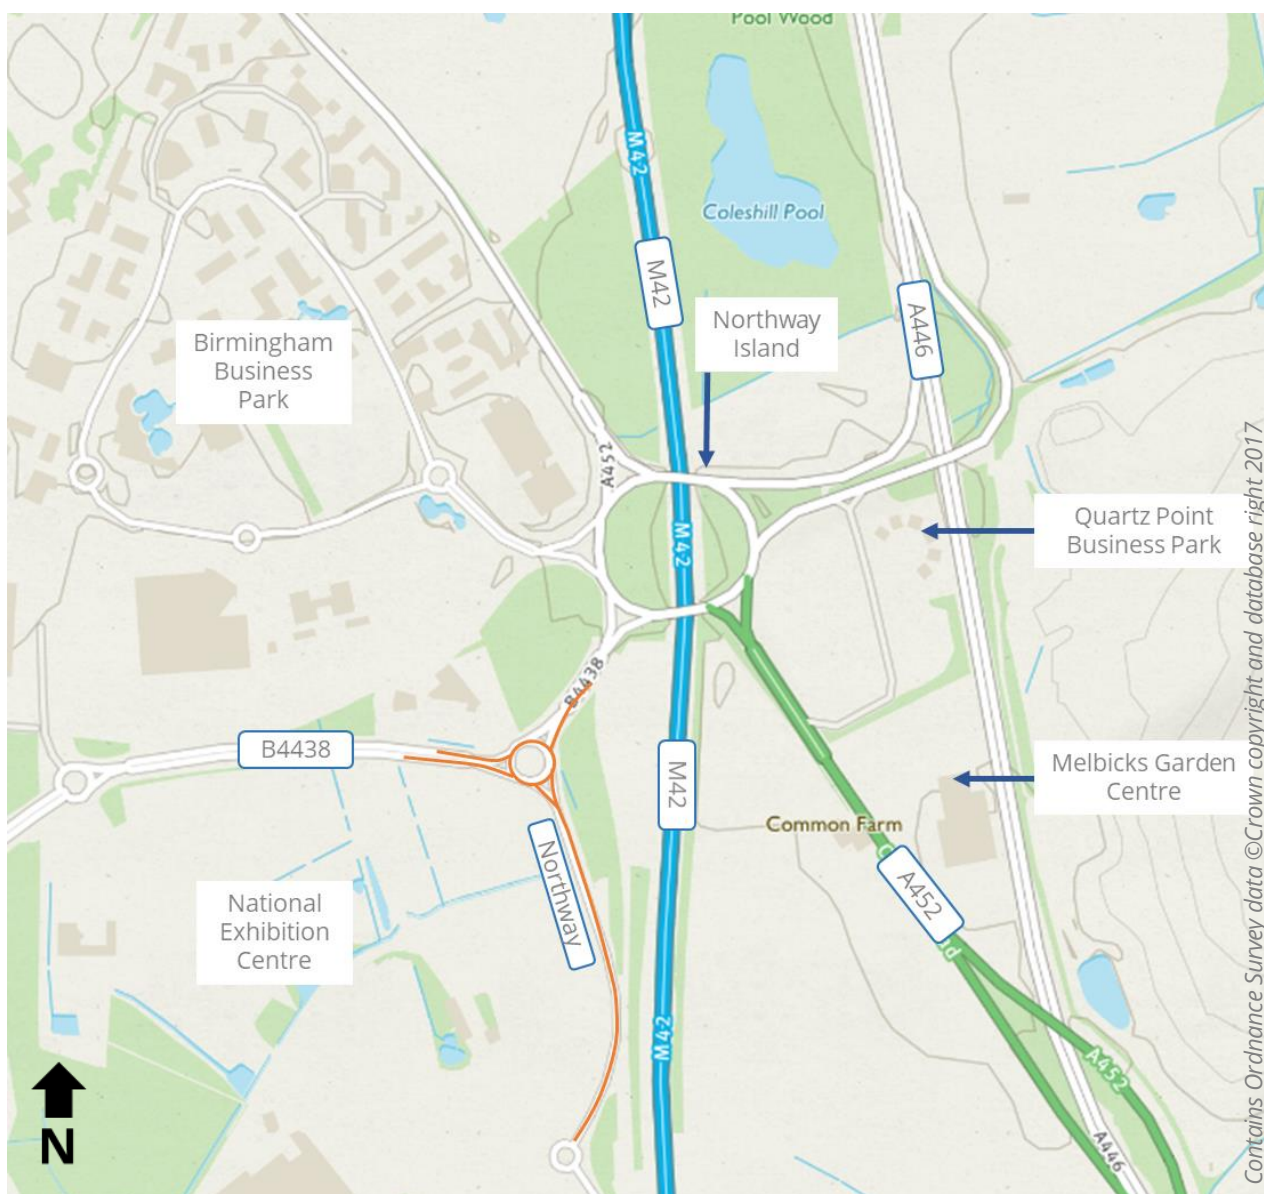 Pool Wood
M42
Coleshill Pool
M42
A446
Northway
Island
Birmingham
Business
Park
A452
M42
Quartz Point
Business Park
B4438
B4438
M42
Melbicks Garden
Centre
Common Farm
Northway
A452
National
Exhibition
Centre
M42
A452
A446
N
Contains Ordnance Survey data ©Crown copyright and database right 2017